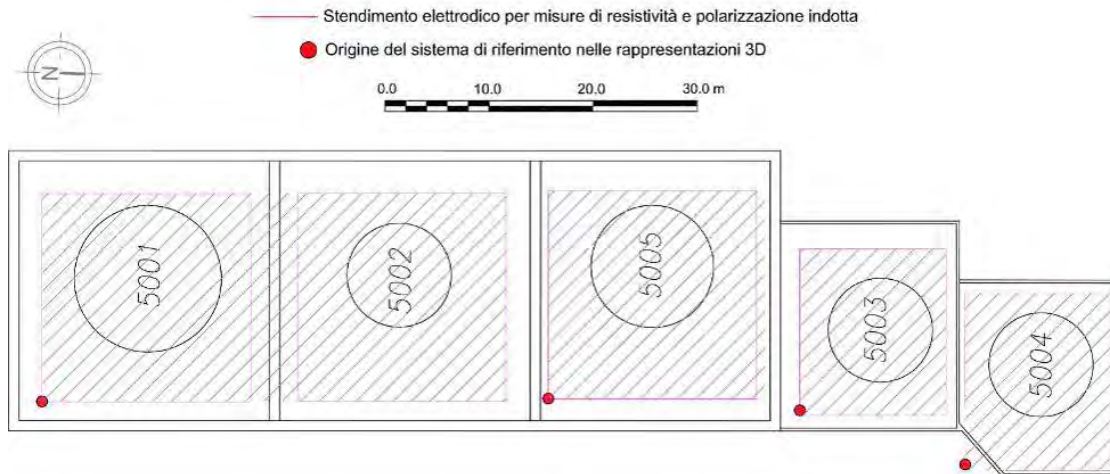 Stendimento elettrodico per misure di resistività e polarizzazione indotta
Origine del sistema di riferimento nelle rappresentazioni 3D
N
0.0 10.0 20.0 30.0 m
5001
5002
5005
5003
5004